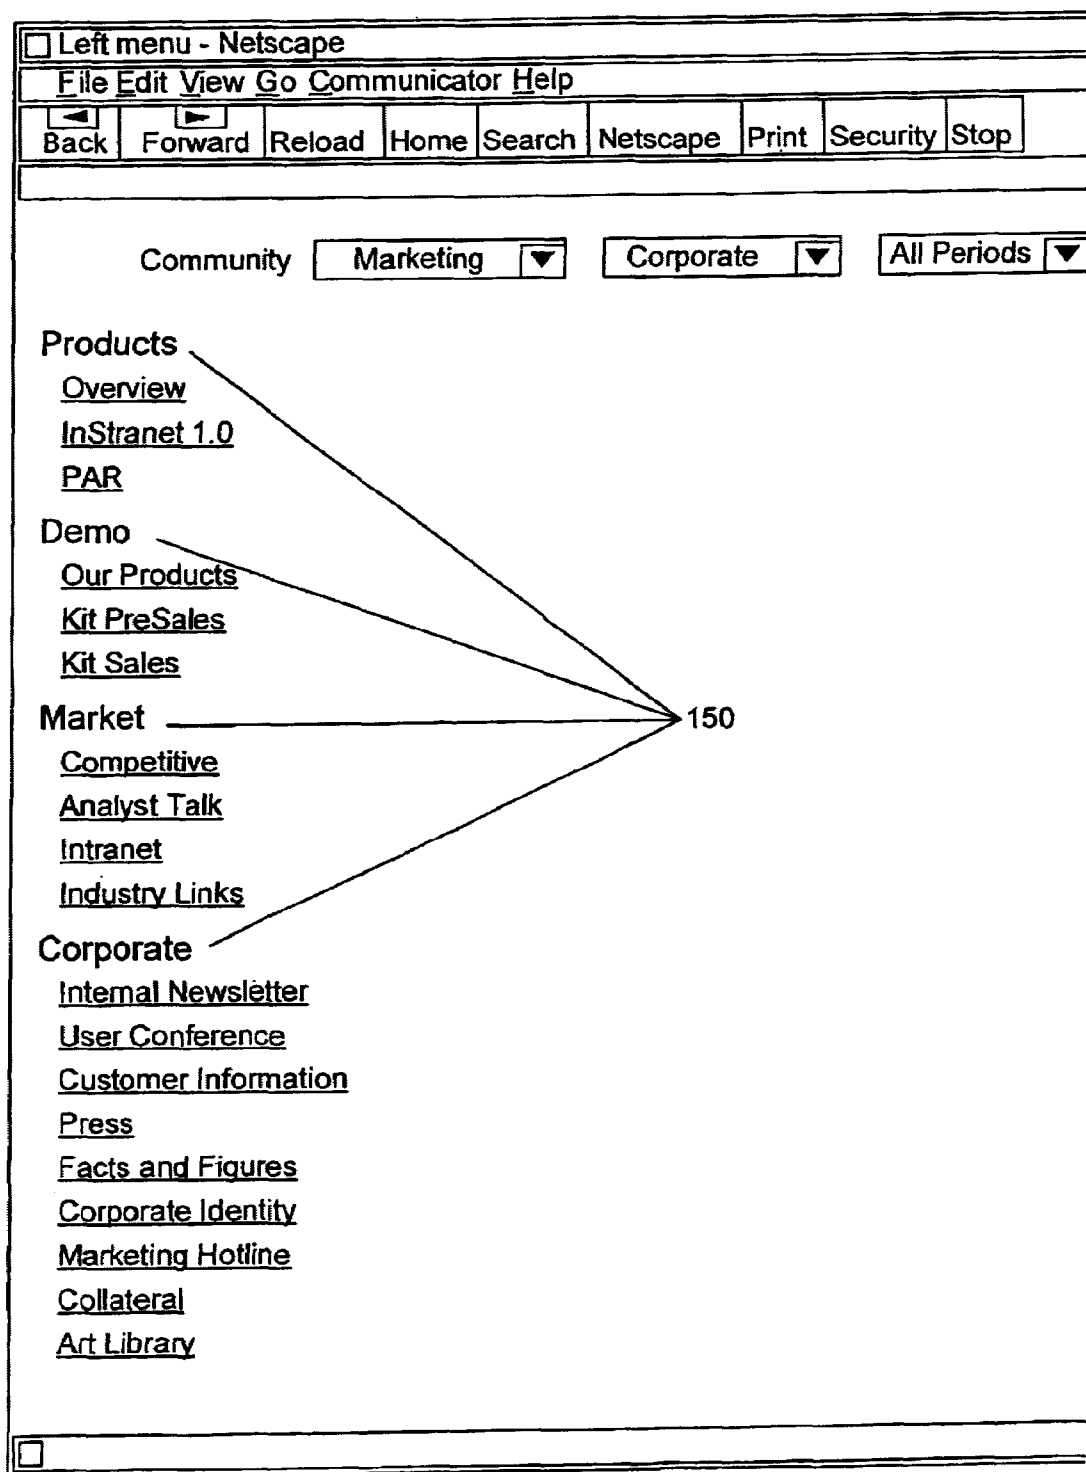 Left menu - Netscape
File Edit View Go Communicator Help
Back Forward Reload Home Search Netscape Print Security Stop
Community Marketing Corporate All Periods
Products
Overview
InStranet 1.0
PAR
Demo
Our Products
Kit PreSales
Kit Sales
Market
150
Competitive
Analyst Talk
Intranet
Industry Links
Corporate
Internal Newsletter
User Conference
Customer Information
Press
Facts and Figures
Corporate Identity
Marketing Hotline
Collateral
Art Library